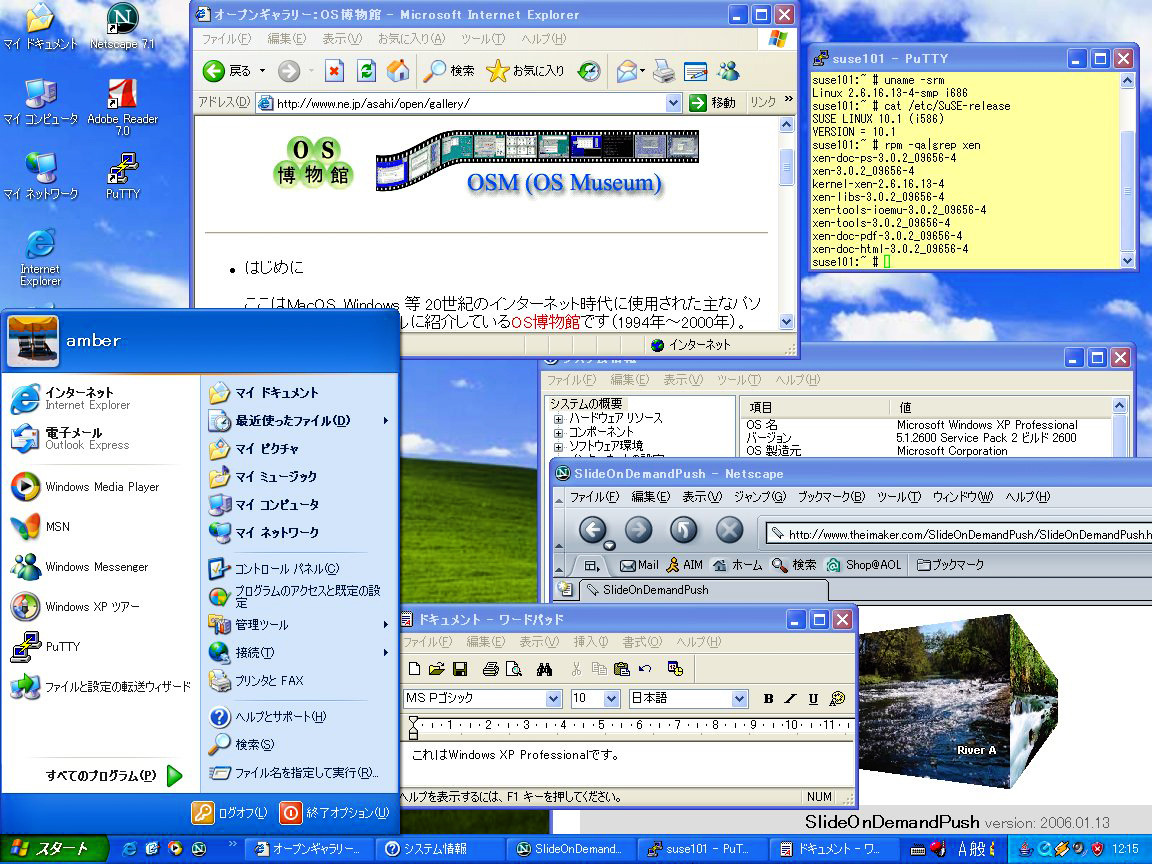 マイ ドキュメント
Netscape 7.1
マイ コンピュータ
Adobe Reader
7.0
マイ ネットワーク
PuTTY
Internet
Explorer
オープンギャラリー：OS博物館 - Microsoft Internet Explorer
ファイル(F) 編集(E) 表示(V) お気に入り(A) ツール(T) ヘルプ(H)
戻る 検索 お気に入り
アドレス(D) http://www.ne.jp/asahi/open/gallery/ 移動 リンク »
OS
博物館
OSM (OS Museum)
はじめに
ここはMacOS, Windows 等 20世紀のインターネット時代に使用された主なパソ
ルに紹介しているOS博物館です（1994年～2000年）。
インターネット
suse101 - PuTTY
suse101:~ # uname -srm
Linux 2.6.16.13-4-smp i686
suse101:~ # cat /etc/SuSE-release
SUSE LINUX 10.1 (i586)
VERSION = 10.1
suse101:~ # rpm -qa|grep xen
xen-doc-ps-3.0.2_09656-4
xen-3.0.2_09656-4
kernel-xen-2.6.16.13-4
xen-libs-3.0.2_09656-4
xen-tools-ioemu-3.0.2_09656-4
xen-tools-3.0.2_09656-4
xen-doc-pdf-3.0.2_09656-4
xen-doc-html-3.0.2_09656-4
suse101:~ #
amber
インターネット
Internet Explorer
電子メール
Outlook Express
Windows Media Player
MSN
Windows Messenger
Windows XP ツアー
PuTTY
ファイルと設定の転送ウィザード
すべてのプログラム(P)
マイ ドキュメント
最近使ったファイル(D)
マイ ピクチャ
マイ ミュージック
マイ コンピュータ
マイ ネットワーク
コントロール パネル(C)
プログラムのアクセスと既定の設
定
管理ツール
接続(T)
プリンタと FAX
ヘルプとサポート(H)
検索(S)
ファイル名を指定して実行(R)...
ログオフ(L) 終了オプション(U)
システム情報
ファイル(F) 編集(E) 表示(V) ツール(T) ヘルプ(H)
システムの概要
ハードウェア リソース
コンポーネント
ソフトウェア環境
項目 値
OS 名 Microsoft Windows XP Professional
バージョン 5.1.2600 Service Pack 2 ビルド 2600
OS 製造元 Microsoft Corporation
SlideOnDemandPush - Netscape
ファイル(F) 編集(E) 表示(V) ジャンプ(G) ブックマーク(B) ツール(T) ウィンドウ(W) ヘルプ(H)
http://www.theimaker.com/SlideOnDemandPush/SlideOnDemandPush.h
Mail AIM ホーム 検索 Shop@AOL ブックマーク
SlideOnDemandPush
River A
SlideOnDemandPush version: 2006.01.13
ドキュメント - ワードパッド
ファイル(F) 編集(E) 表示(V) 挿入(I) 書式(O) ヘルプ(H)
MS Pゴシック 10 日本語 B I U
1 2 3 4 5 6 7 8 9 10 11
これはWindows XP Professionalです。
ヘルプを表示するには、F1 キーを押してください。 NUM
スタート » オープンギャラリー... システム情報 SlideOnDemand... suse101 - PuT... ドキュメント - ワ... A 般 12:15